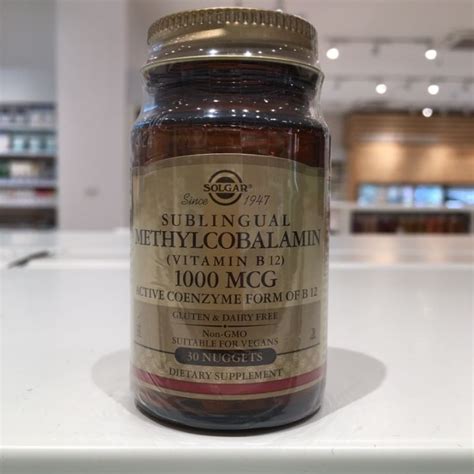 SOLGAR®
Since 1947
SUBLINGUAL
METHYLCOBALAMIN
(VITAMIN B12)
1000 MCG
ACTIVE COENZYME FORM OF B12
GLUTEN & DAIRY FREE
Non-GMO
SUITABLE FOR VEGANS
30 NUGGETS
DIETARY SUPPLEMENT